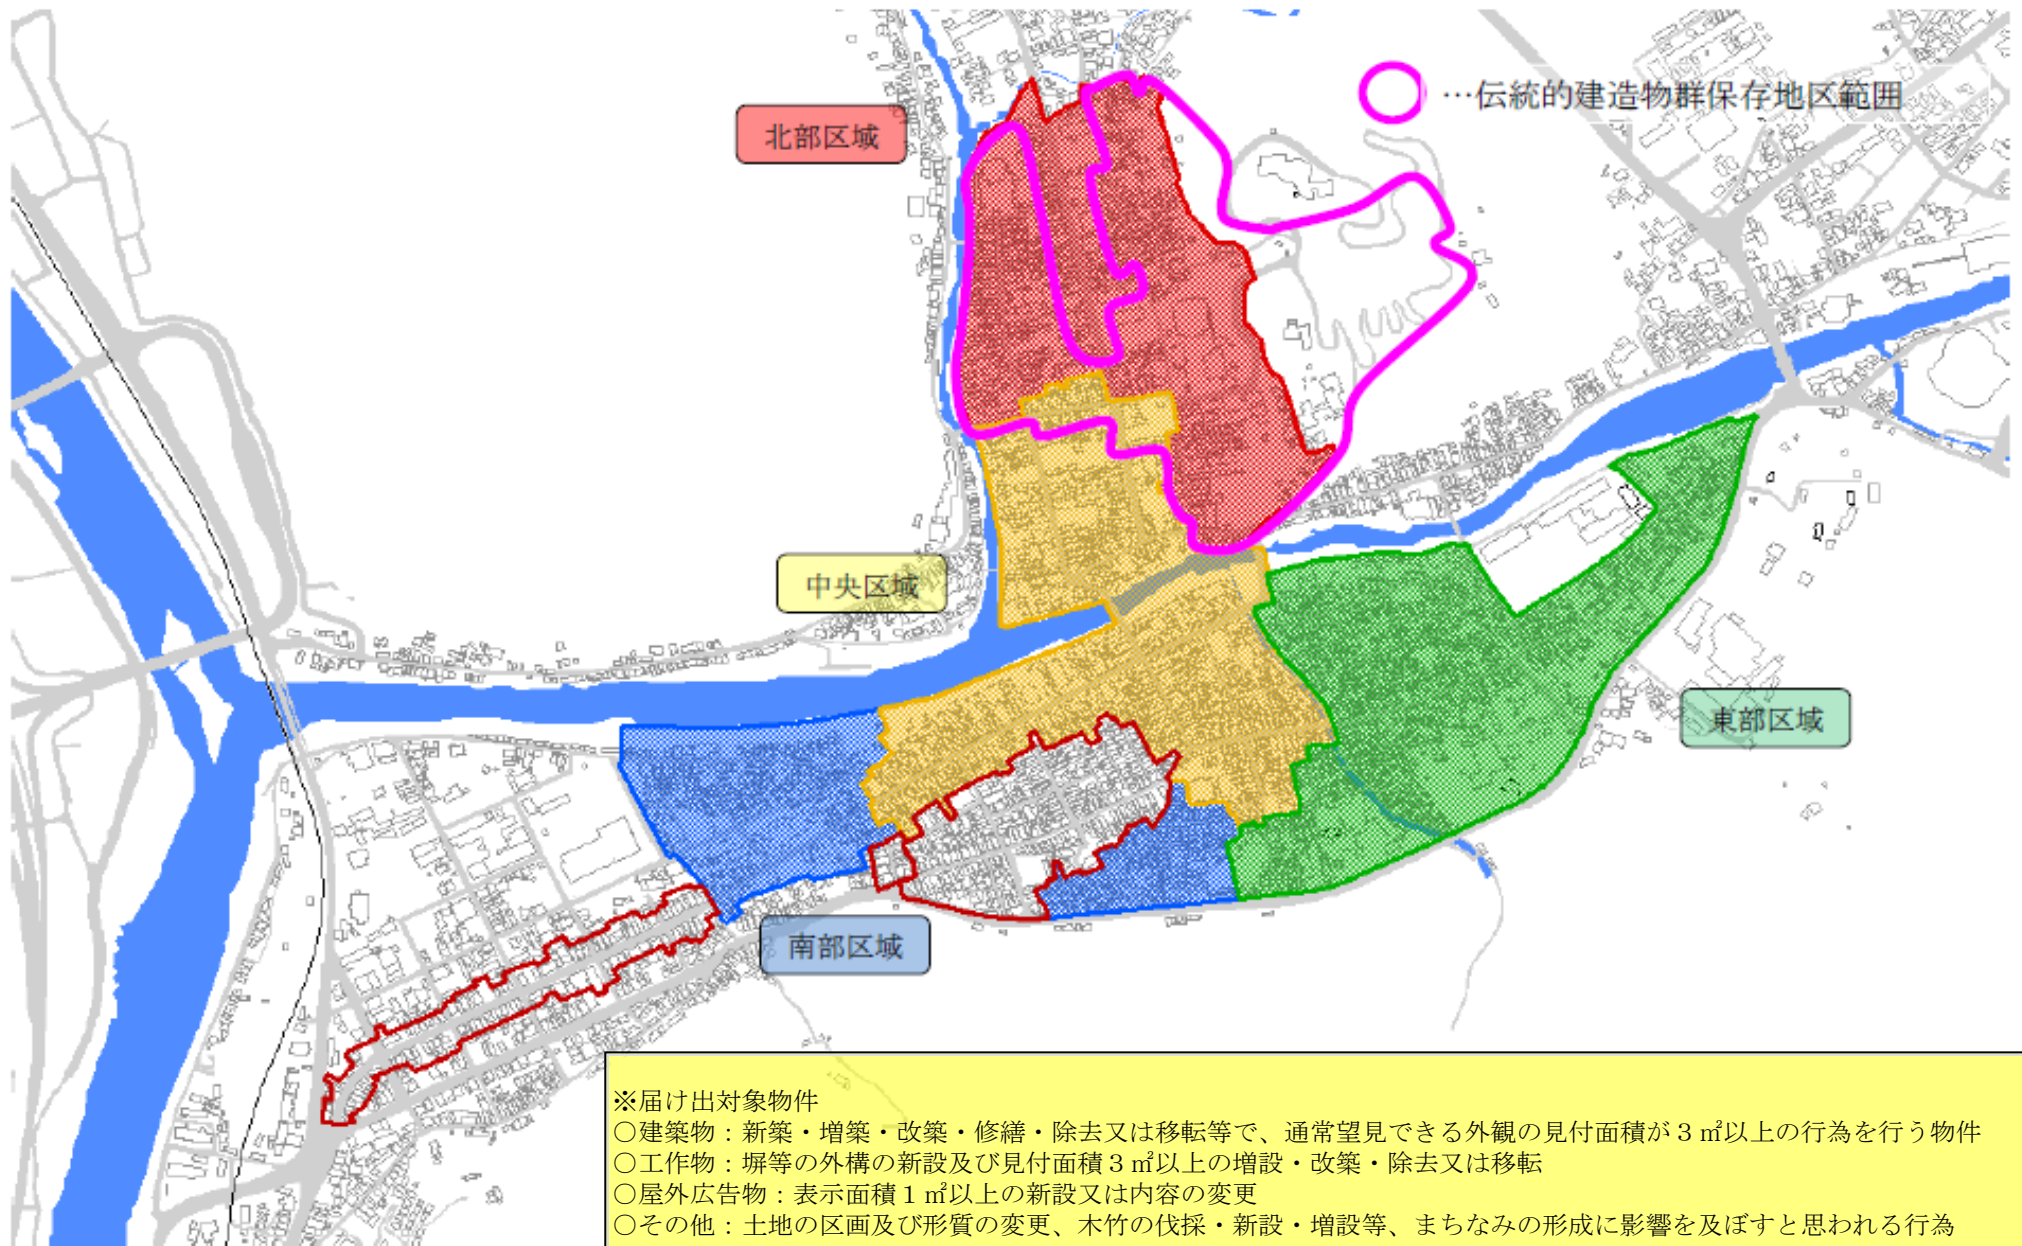 …伝統的建造物群保存地区範囲
北部区域
中央区域
東部区域
南部区域
※届け出対象物件
○建築物：新築・増築・改築・修繕・除去又は移転等で、通常望見できる外観の見付面積が３㎡以上の行為を行う物件
○工作物：塀等の外構の新設及び見付面積３㎡以上の増設・改築・除去又は移転
○屋外広告物：表示面積１㎡以上の新設又は内容の変更
○その他：土地の区画及び形質の変更、木竹の伐採・新設・増設等、まちなみの形成に影響を及ぼすと思われる行為